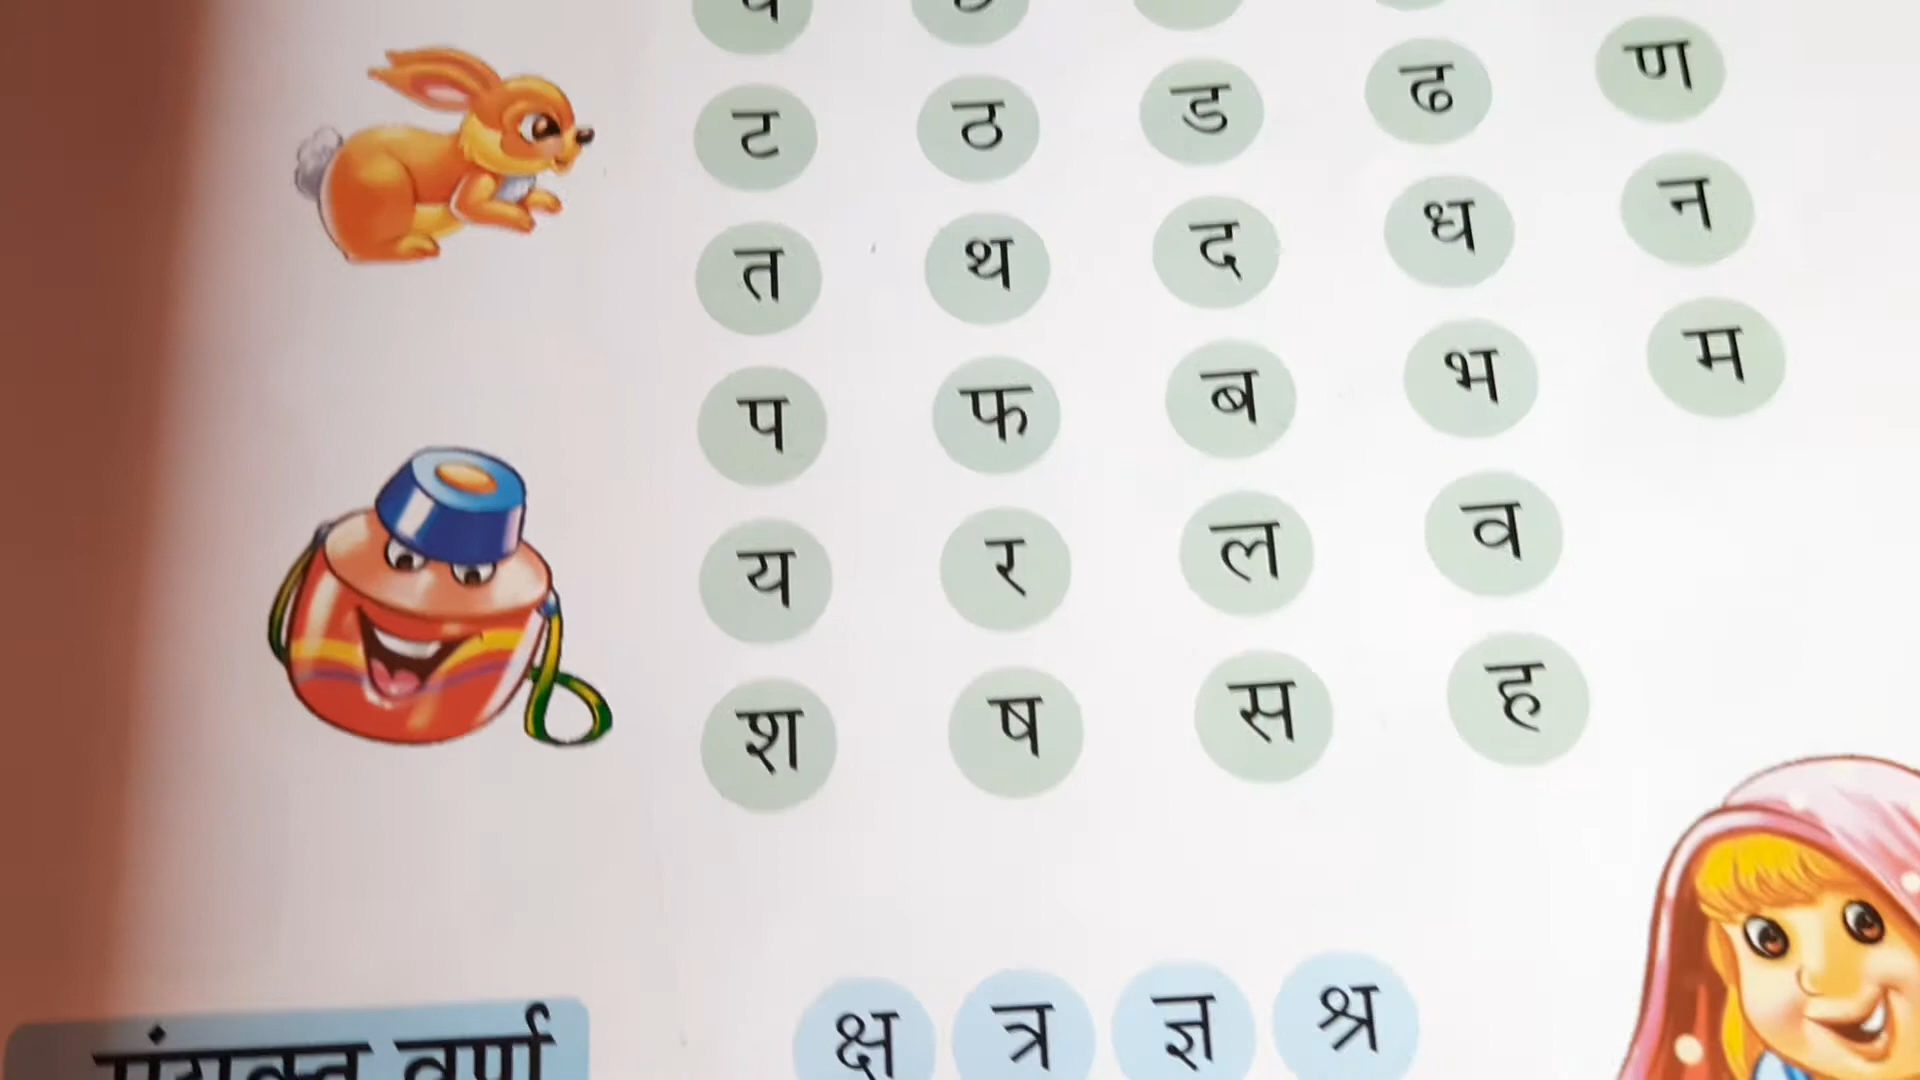 ट ठ ड ढ ण
त थ द ध न
प फ ब भ म
य र ल व
श ष स ह
संयुक्त वर्ण क्ष त्र ज्ञ श्र